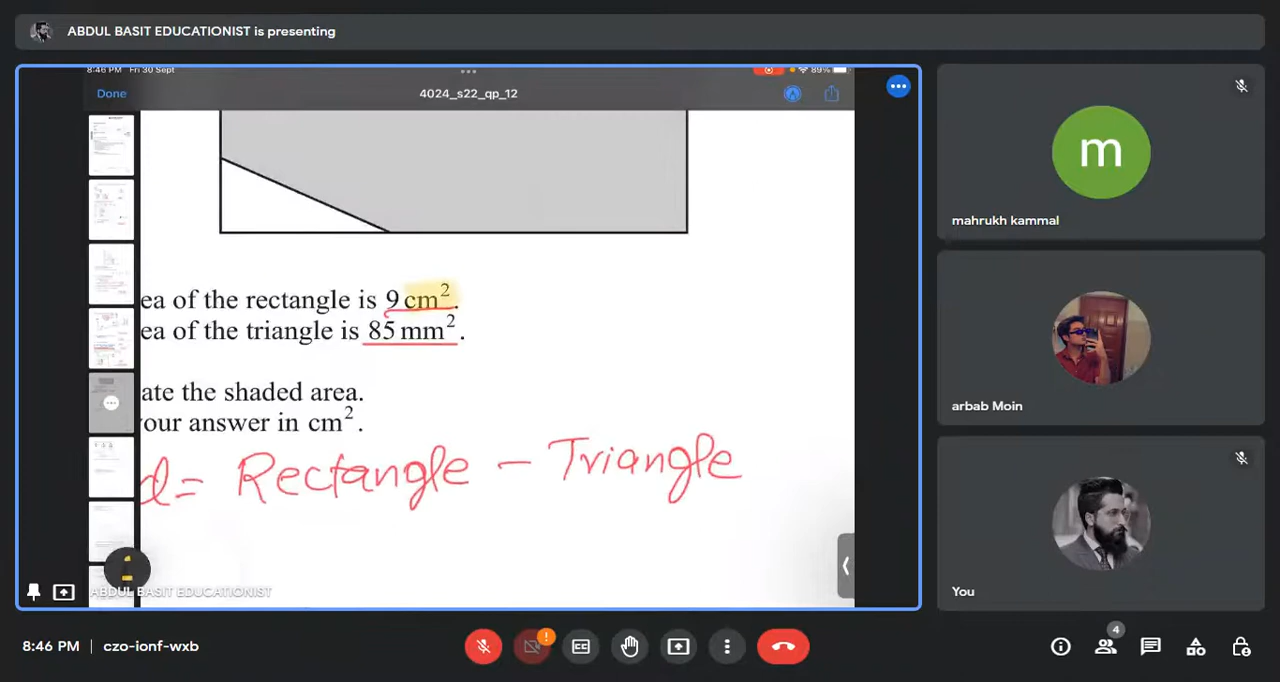 ABDUL BASIT EDUCATIONIST is presenting
8:46 PM Fri 30 Sept
89%
Done
4024_s22_qp_12
ea of the rectangle is 9 cm².
ea of the triangle is 85 mm².
ate the shaded area.
your answer in cm².
d = Rectangle – Triangle
ABDUL BASIT EDUCATIONIST
m
mahrukh kammal
arbab Moin
You
8:46 PM | czo-ionf-wxb
4